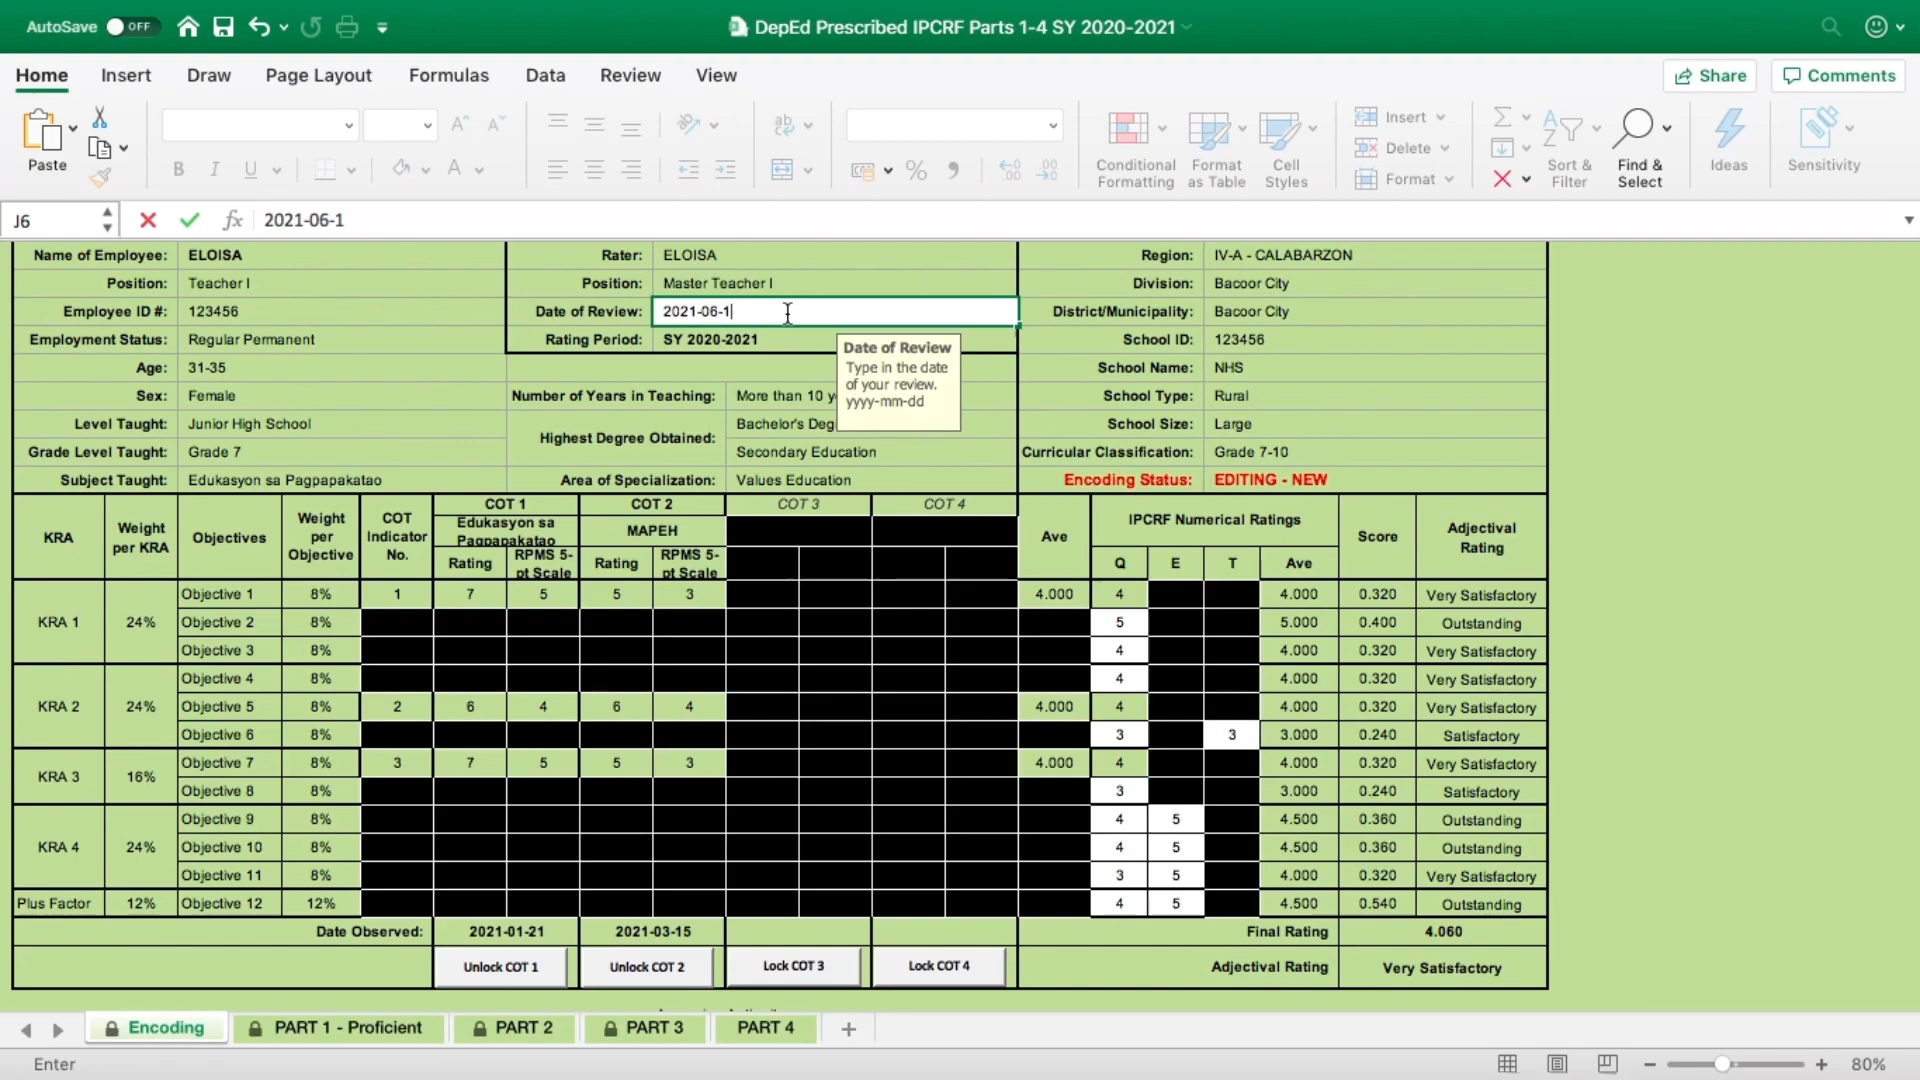 AutoSave OFF
DepEd Prescribed IPCRF Parts 1-4 SY 2020-2021
Home Insert Draw Page Layout Formulas Data Review View
Share Comments
Paste
B I U
Conditional Formatting
Format as Table
Cell Styles
Insert
Delete
Format
Sort & Filter
Find & Select
Ideas
Sensitivity
J6 fx 2021-06-1
Name of Employee: ELOISA Rater: ELOISA Region: IV-A - CALABARZON
Position: Teacher I Position: Master Teacher I Division: Bacoor City
Employee ID #: 123456 Date of Review: 2021-06-1 District/Municipality: Bacoor City
Employment Status: Regular Permanent Rating Period: SY 2020-2021 School ID: 123456
Date of Review
Type in the date
of your review.
yyyy-mm-dd
Age: 31-35 School Name: NHS
Sex: Female Number of Years in Teaching: More than 10 School Type: Rural
Level Taught: Junior High School Highest Degree Obtained: Bachelor's School Size: Large
Grade Level Taught: Grade 7 Secondary Education Curricular Classification: Grade 7-10
Subject Taught: Edukasyon sa Pagpapakatao Area of Specialization: Values Education Encoding Status: EDITING - NEW
KRA Weight per KRA Objectives Weight per Objective COT Indicator No. COT 1 COT 2 COT 3 COT 4 Ave IPCRF Numerical Ratings Score Adjectival Rating
Edukasyon sa Pagpapakatao MAPEH
Rating RPMS 5-pt Scale Rating RPMS 5-pt Scale Q E T Ave
KRA 1 24% Objective 1 8% 1 7 5 5 3 4.000 4 4.000 0.320 Very Satisfactory
Objective 2 8% 5 5.000 0.400 Outstanding
Objective 3 8% 4 4.000 0.320 Very Satisfactory
KRA 2 24% Objective 4 8% 4 4.000 0.320 Very Satisfactory
Objective 5 8% 2 6 4 6 4 4.000 4 4.000 0.320 Very Satisfactory
Objective 6 8% 3 3 3.000 0.240 Satisfactory
KRA 3 16% Objective 7 8% 3 7 5 5 3 4.000 4 4.000 0.320 Very Satisfactory
Objective 8 8% 3 3.000 0.240 Satisfactory
KRA 4 24% Objective 9 8% 4 5 4.500 0.360 Outstanding
Objective 10 8% 4 5 4.500 0.360 Outstanding
Objective 11 8% 3 5 4.000 0.320 Very Satisfactory
Plus Factor 12% Objective 12 12% 4 5 4.500 0.540 Outstanding
Date Observed: 2021-01-21 2021-03-15 Final Rating 4.060
Unlock COT 1 Unlock COT 2 Lock COT 3 Lock COT 4 Adjectival Rating Very Satisfactory
Encoding PART 1 - Proficient PART 2 PART 3 PART 4
Enter 80%